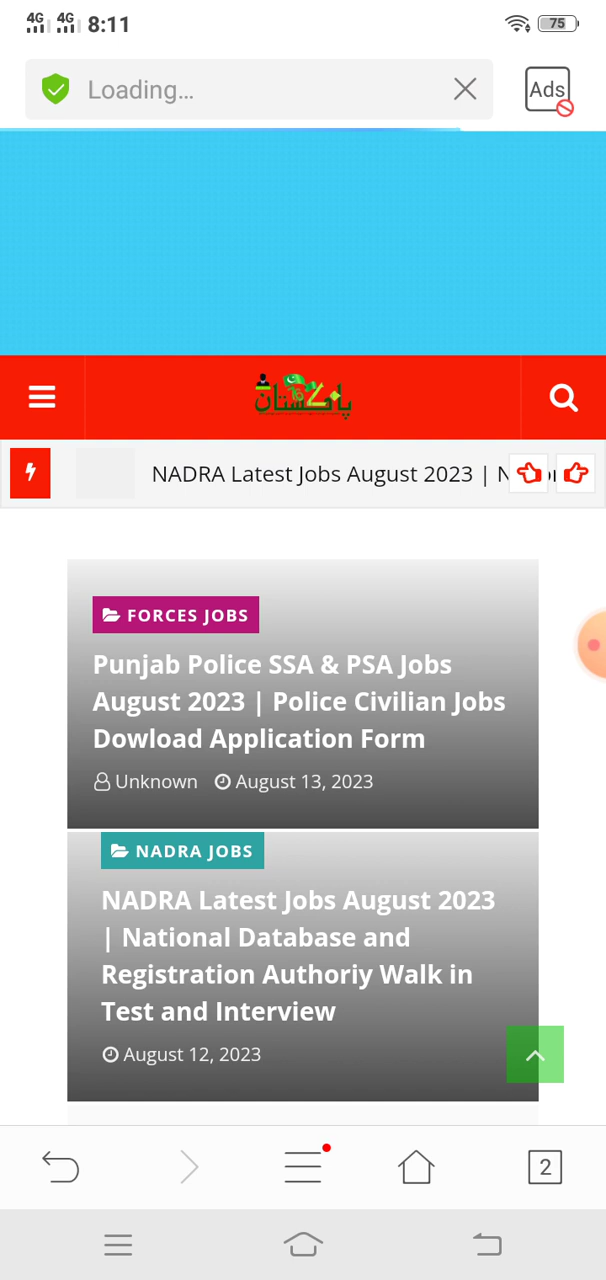 4G 4G 8:11 75
Loading... Ads
پاکستان
NADRA Latest Jobs August 2023 | N
FORCES JOBS
Punjab Police SSA & PSA Jobs
August 2023 | Police Civilian Jobs
Dowload Application Form
Unknown August 13, 2023
NADRA JOBS
NADRA Latest Jobs August 2023
| National Database and
Registration Authoriy Walk in
Test and Interview
August 12, 2023
2